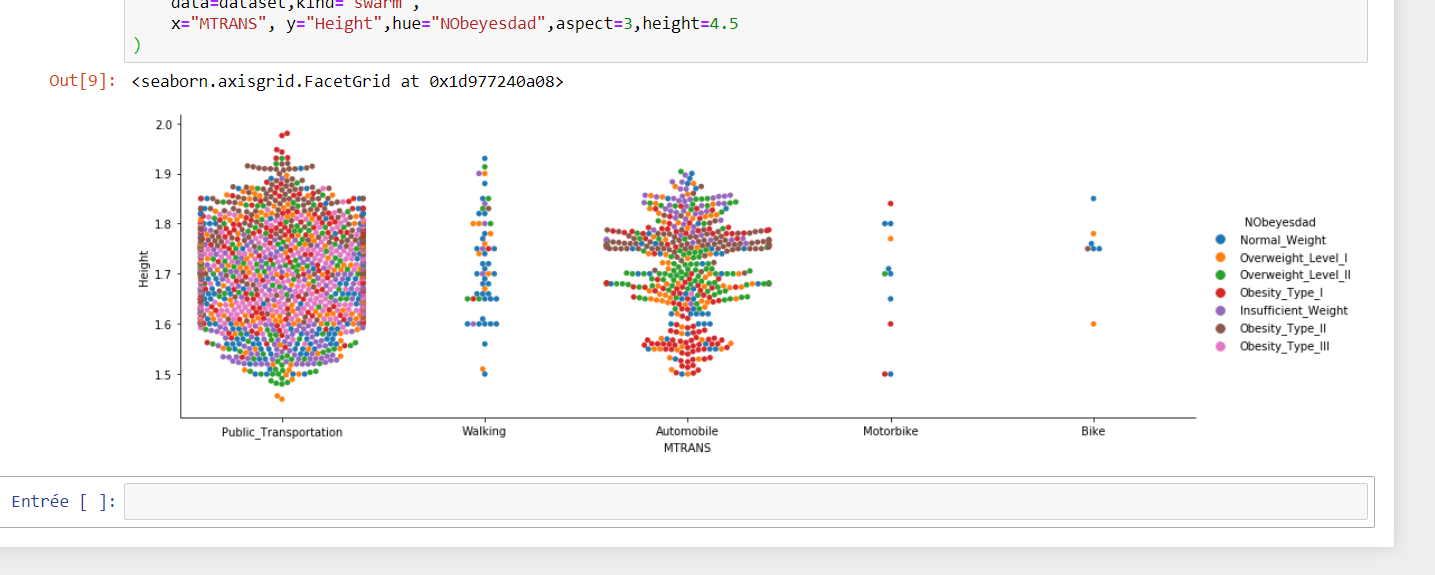 data=dataset,kind="swarm",
x="MTRANS", y="Height",hue="NObeyesdad",aspect=3,height=4.5
)
Out[9]: <seaborn.axisgrid.FacetGrid at 0x1d977240a08>
2.0
1.9
1.8
1.7
1.6
1.5
Height
Public_Transportation Walking Automobile Motorbike Bike
MTRANS
NObeyesdad
Normal_Weight
Overweight_Level_I
Overweight_Level_II
Obesity_Type_I
Insufficient_Weight
Obesity_Type_II
Obesity_Type_III
Entrée [ ]: